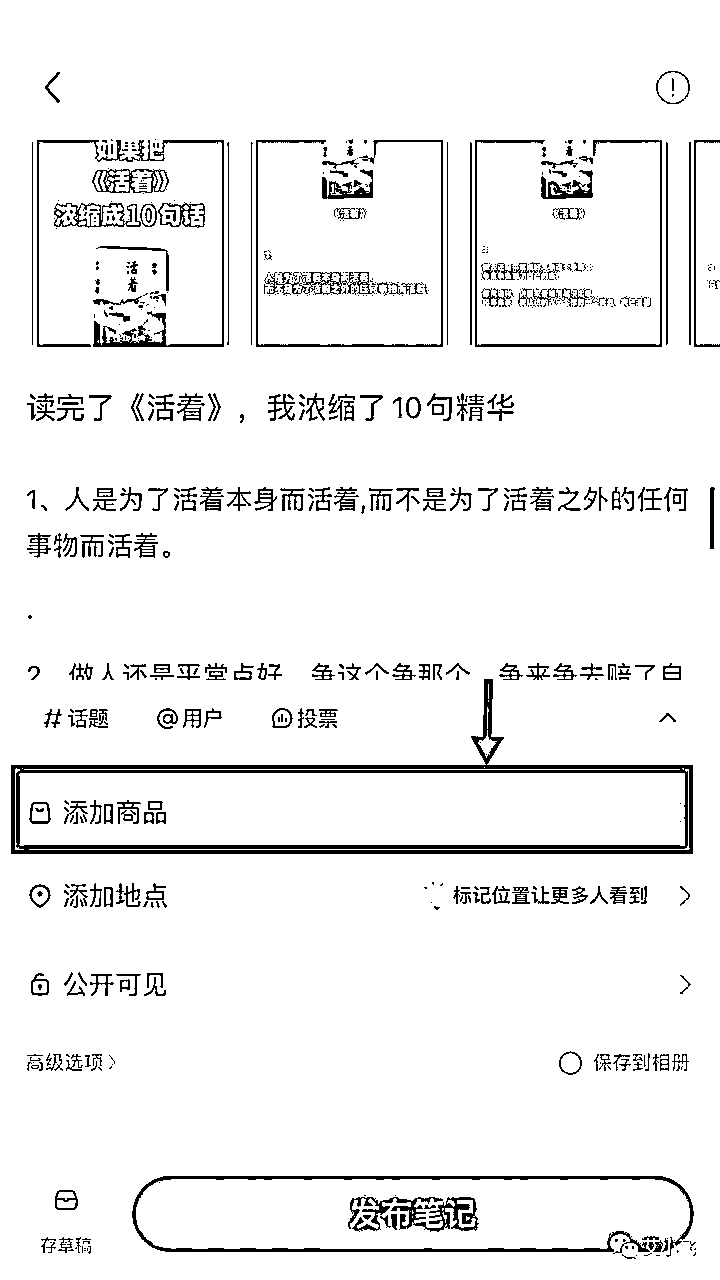 如果把
《活着》
浓缩成10句话
活着
《活着》
《活着》
读完了《活着》，我浓缩了10句精华
1、人是为了活着本身而活着,而不是为了活着之外的任何
事物而活着。
.
2、做人还是平常点好，争这个争那个，争来争去赔了自
# 话题 @用户 投票
添加商品
添加地点 标记位置让更多人看到
公开可见
高级选项 保存到相册
存草稿 发布笔记